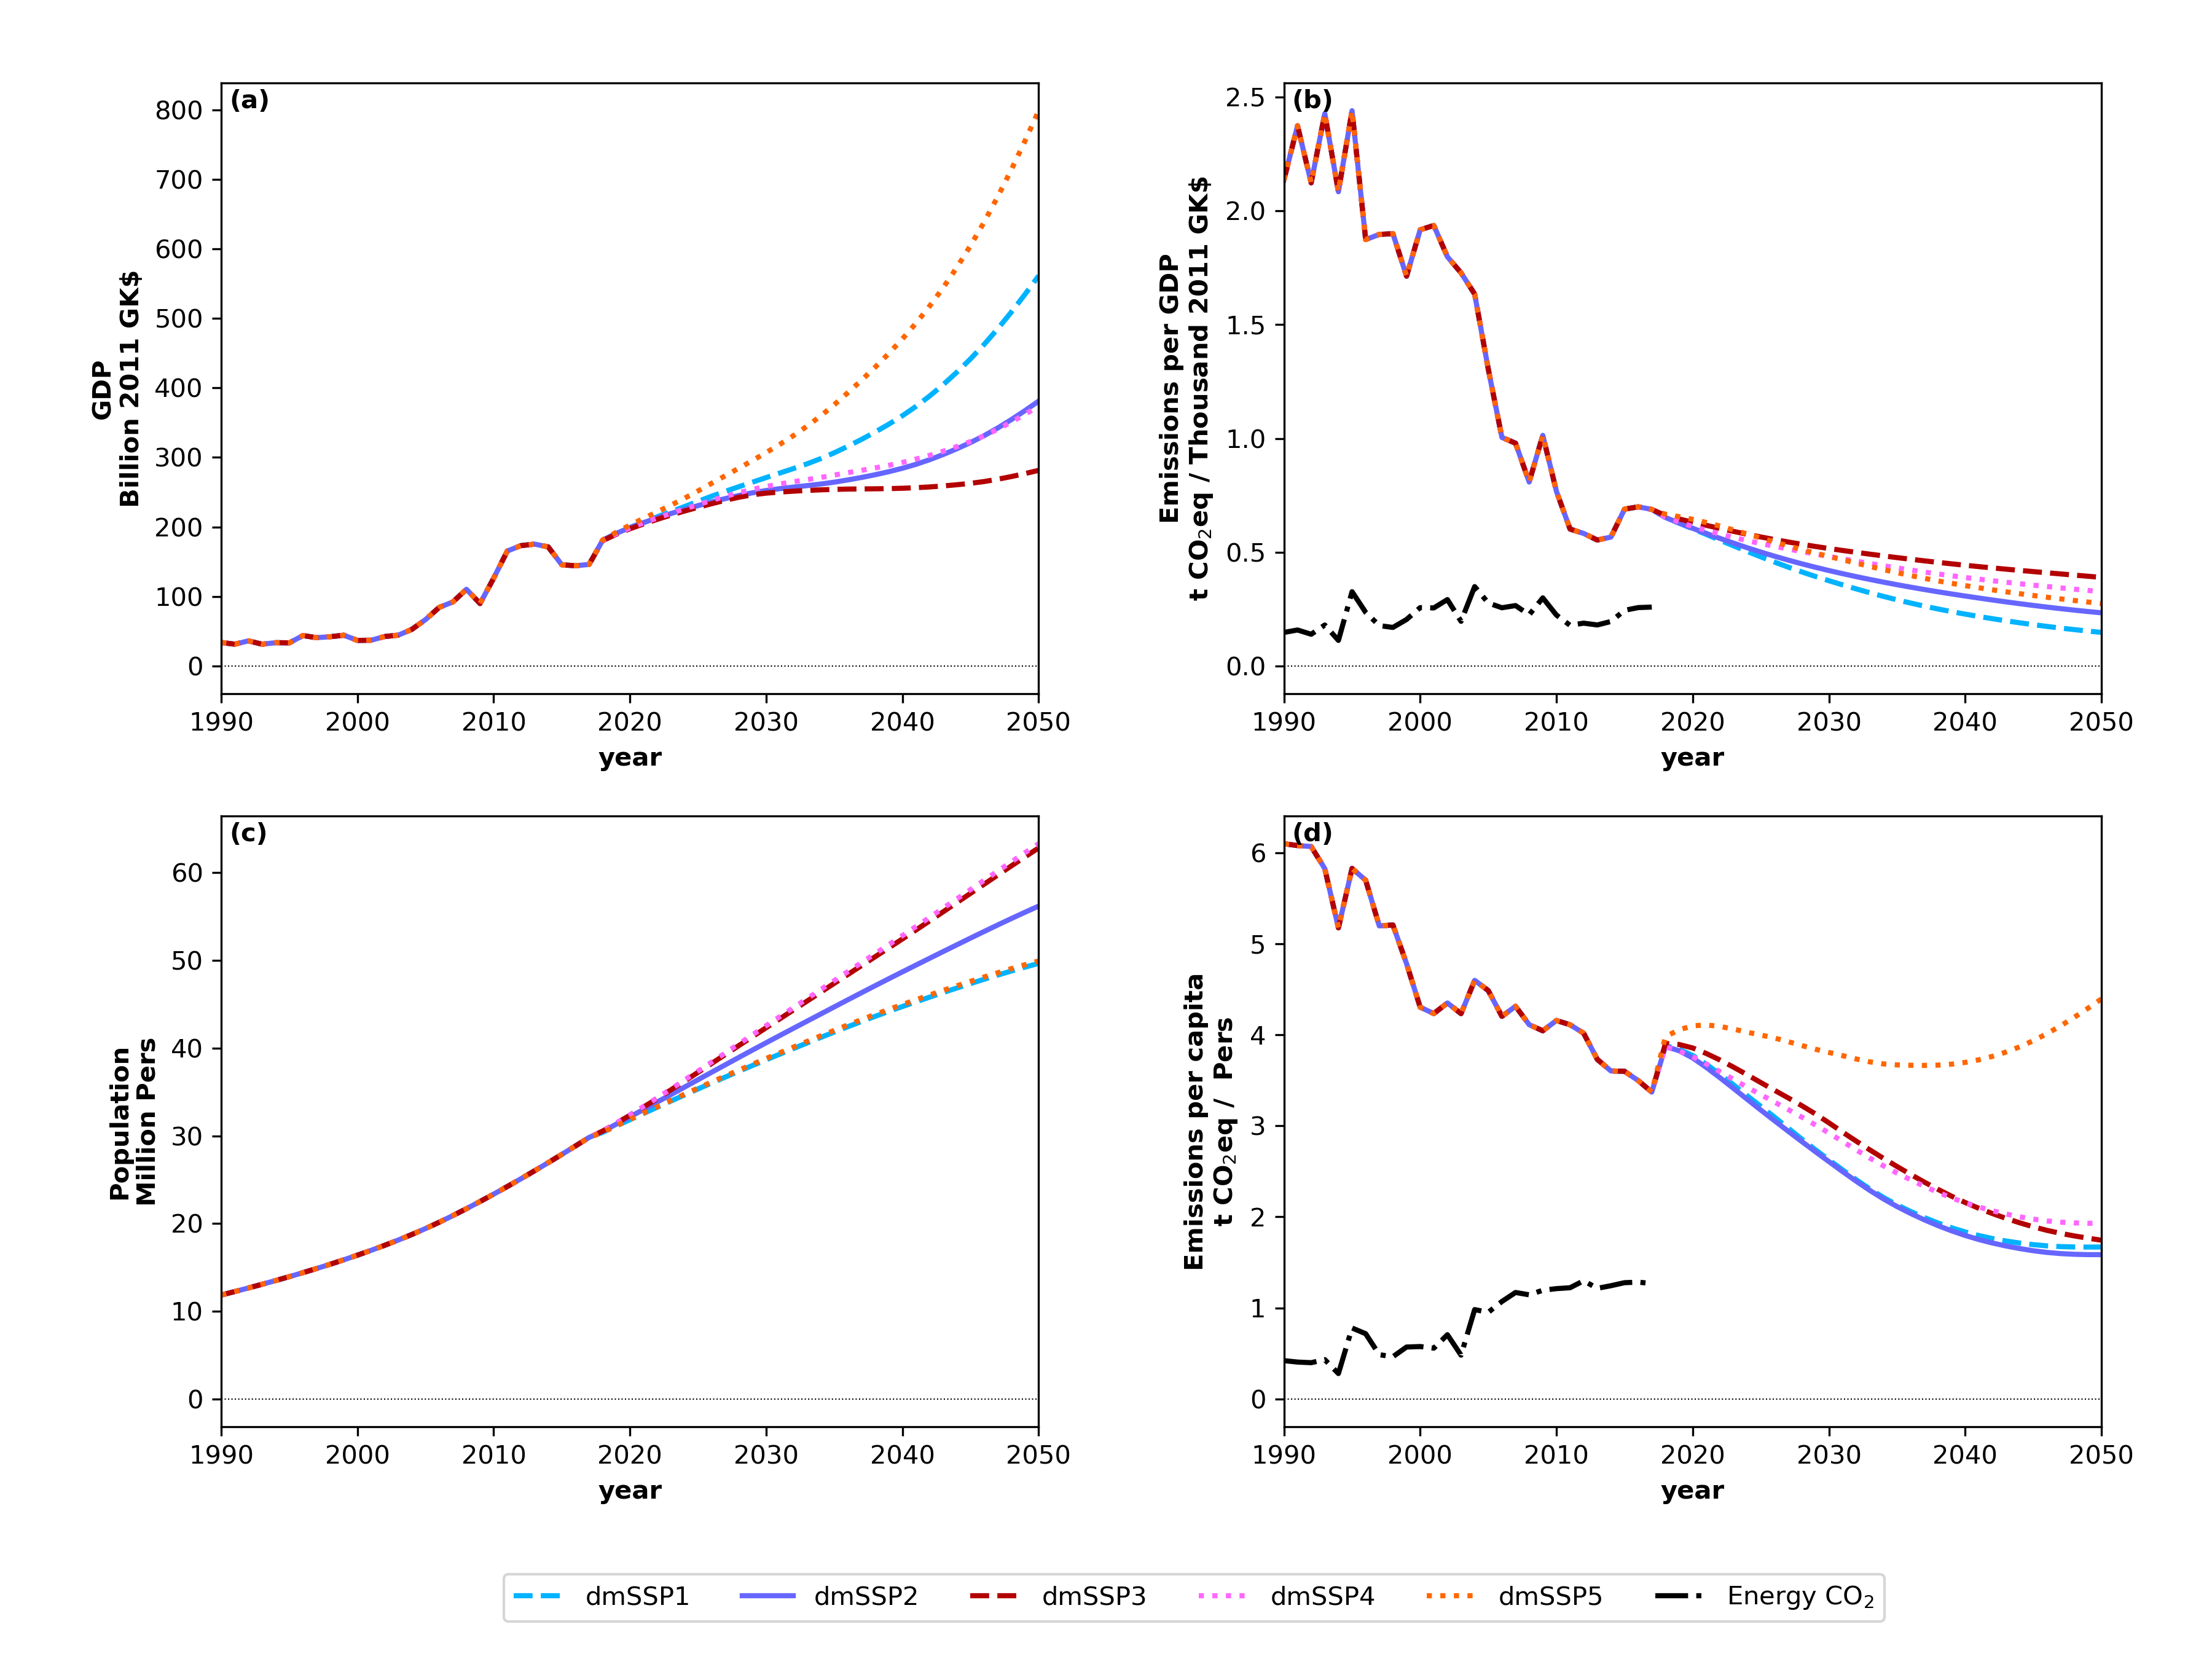 (a)
800
700
600
500
400
300
200
100
0
GDP
Billion 2011 GK$
1990 2000 2010 2020 2030 2040 2050
year
(b)
2.5
2.0
1.5
1.0
0.5
0.0
Emissions per GDP
t CO₂eq / Thousand 2011 GK$
1990 2000 2010 2020 2030 2040 2050
year
(c)
60
50
40
30
20
10
0
Population
Million Pers
1990 2000 2010 2020 2030 2040 2050
year
(d)
6
5
4
3
2
1
0
Emissions per capita
t CO₂eq / Pers
1990 2000 2010 2020 2030 2040 2050
year
dmSSP1 dmSSP2 dmSSP3 dmSSP4 dmSSP5 Energy CO₂